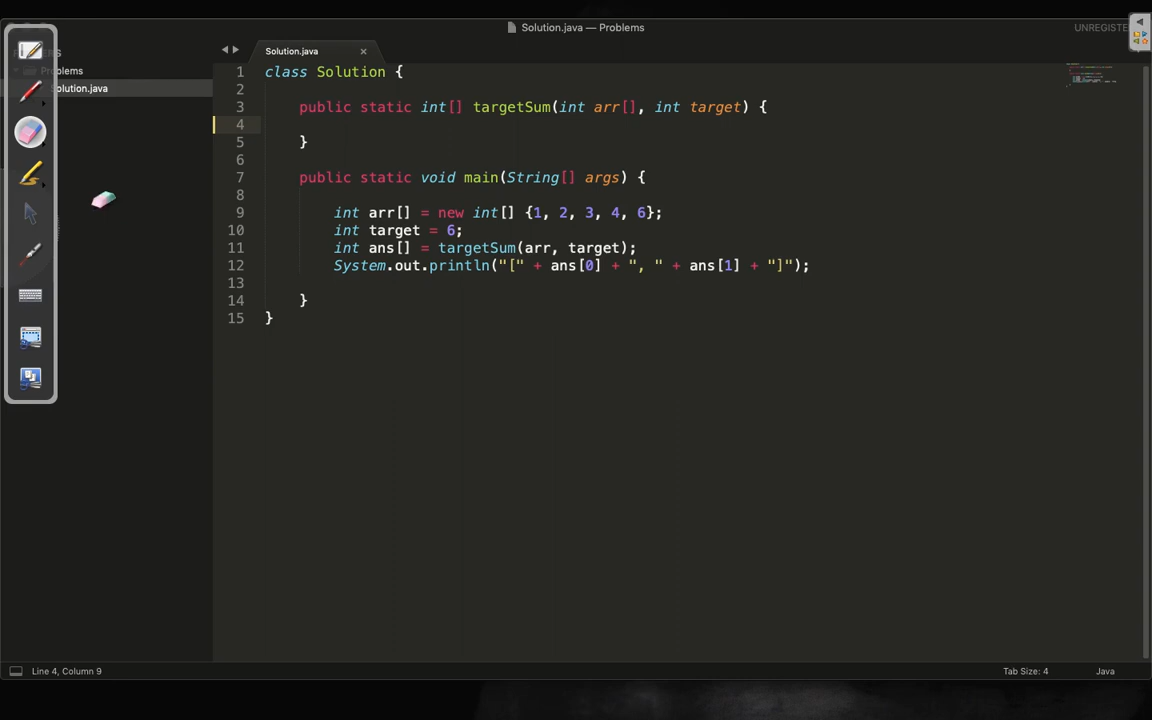 Solution.java — Problems
UNREGISTE
Problems
Solution.java
Solution.java ×
1 class Solution {
2
3 public static int[] targetSum(int arr[], int target) {
4
5 }
6
7 public static void main(String[] args) {
8
9 int arr[] = new int[] {1, 2, 3, 4, 6};
10 int target = 6;
11 int ans[] = targetSum(arr, target);
12 System.out.println("[" + ans[0] + ", " + ans[1] + "]");
13
14 }
15 }
Line 4, Column 9
Tab Size: 4
Java